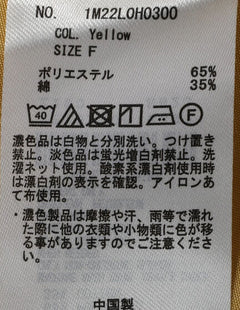 NO. 1M22L0H0300
COL. Yellow
SIZE F
ポリエステル 65%
綿 35%
40
濃色品は白物と分別洗い。つけ置き
禁止。淡色品は蛍光増白剤禁止。洗
濯ネット使用。酸素系漂白剤使用時
は漂白剤の表示を確認。アイロンあ
て布使用。
・濃色製品は摩擦や汗、雨等で濡れ
た際に他の衣類や小物類に色が移
る事がありますのでご注意くださ
い。
中国製